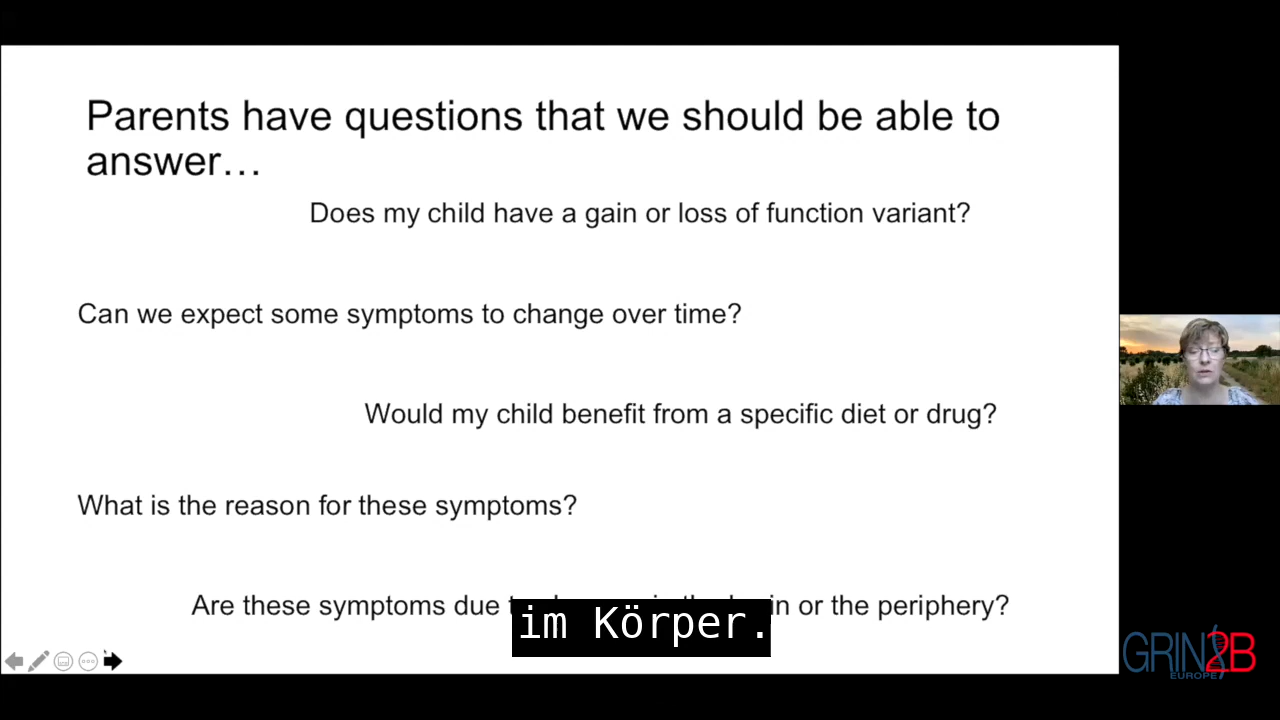 Parents have questions that we should be able to
answer…
Does my child have a gain or loss of function variant?
Can we expect some symptoms to change over time?
Would my child benefit from a specific diet or drug?
What is the reason for these symptoms?
Are these symptoms due or the periphery?
im Körper.
GRIN2B
EUROPE